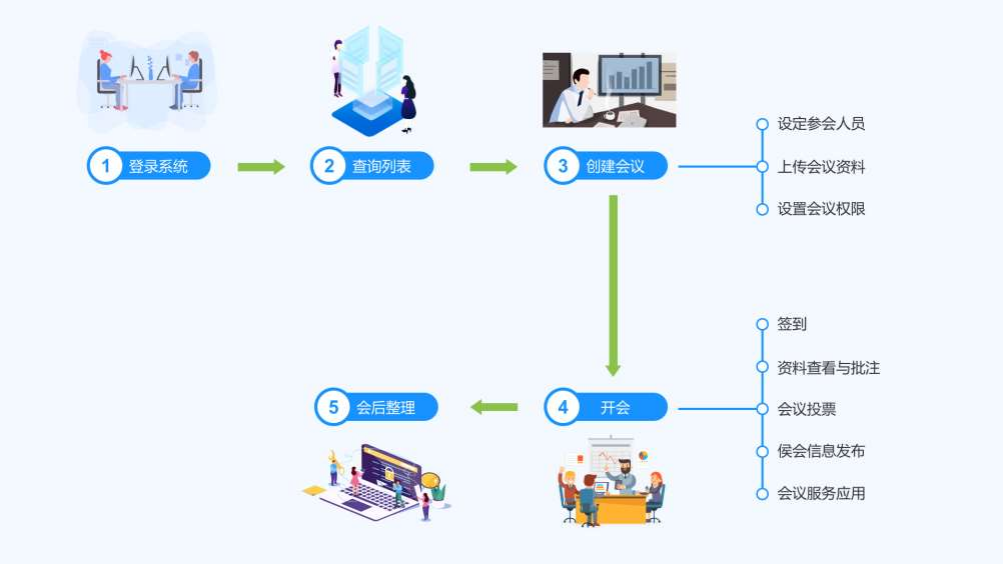 1 登录系统
2 查询列表
3 创建会议
设定参会人员
上传会议资料
设置会议权限
签到
资料查看与批注
5 会后整理
4 开会
会议投票
侯会信息发布
会议服务应用